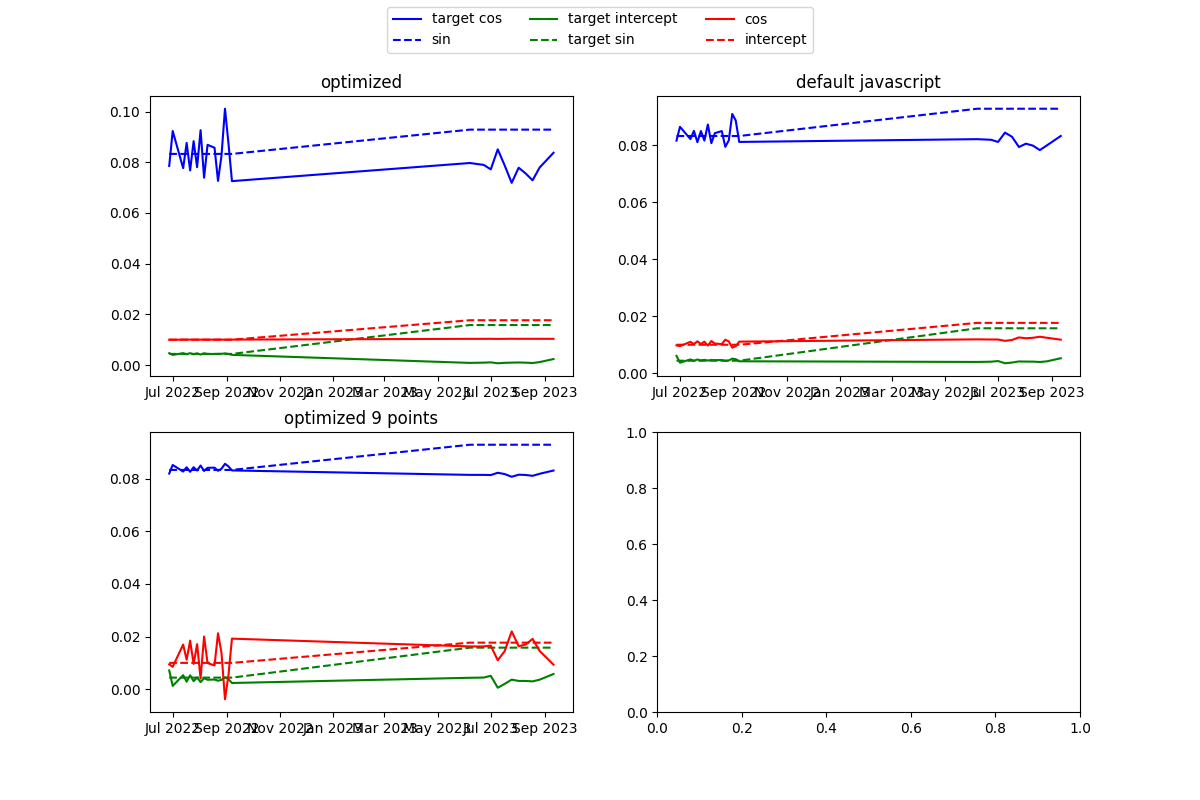 target cos target intercept cos
sin target sin intercept
optimized
0.10
0.08
0.06
0.04
0.02
0.00
Jul 2022 Sep 2022 Nov 2022 Jan 2023 Mar 2023 May 2023 Jul 2023 Sep 2023
default javascript
0.08
0.06
0.04
0.02
0.00
Jul 2022 Sep 2022 Nov 2022 Jan 2023 Mar 2023 May 2023 Jul 2023 Sep 2023
optimized 9 points
0.08
0.06
0.04
0.02
0.00
Jul 2022 Sep 2022 Nov 2022 Jan 2023 Mar 2023 May 2023 Jul 2023 Sep 2023
1.0
0.8
0.6
0.4
0.2
0.0
0.0 0.2 0.4 0.6 0.8 1.0